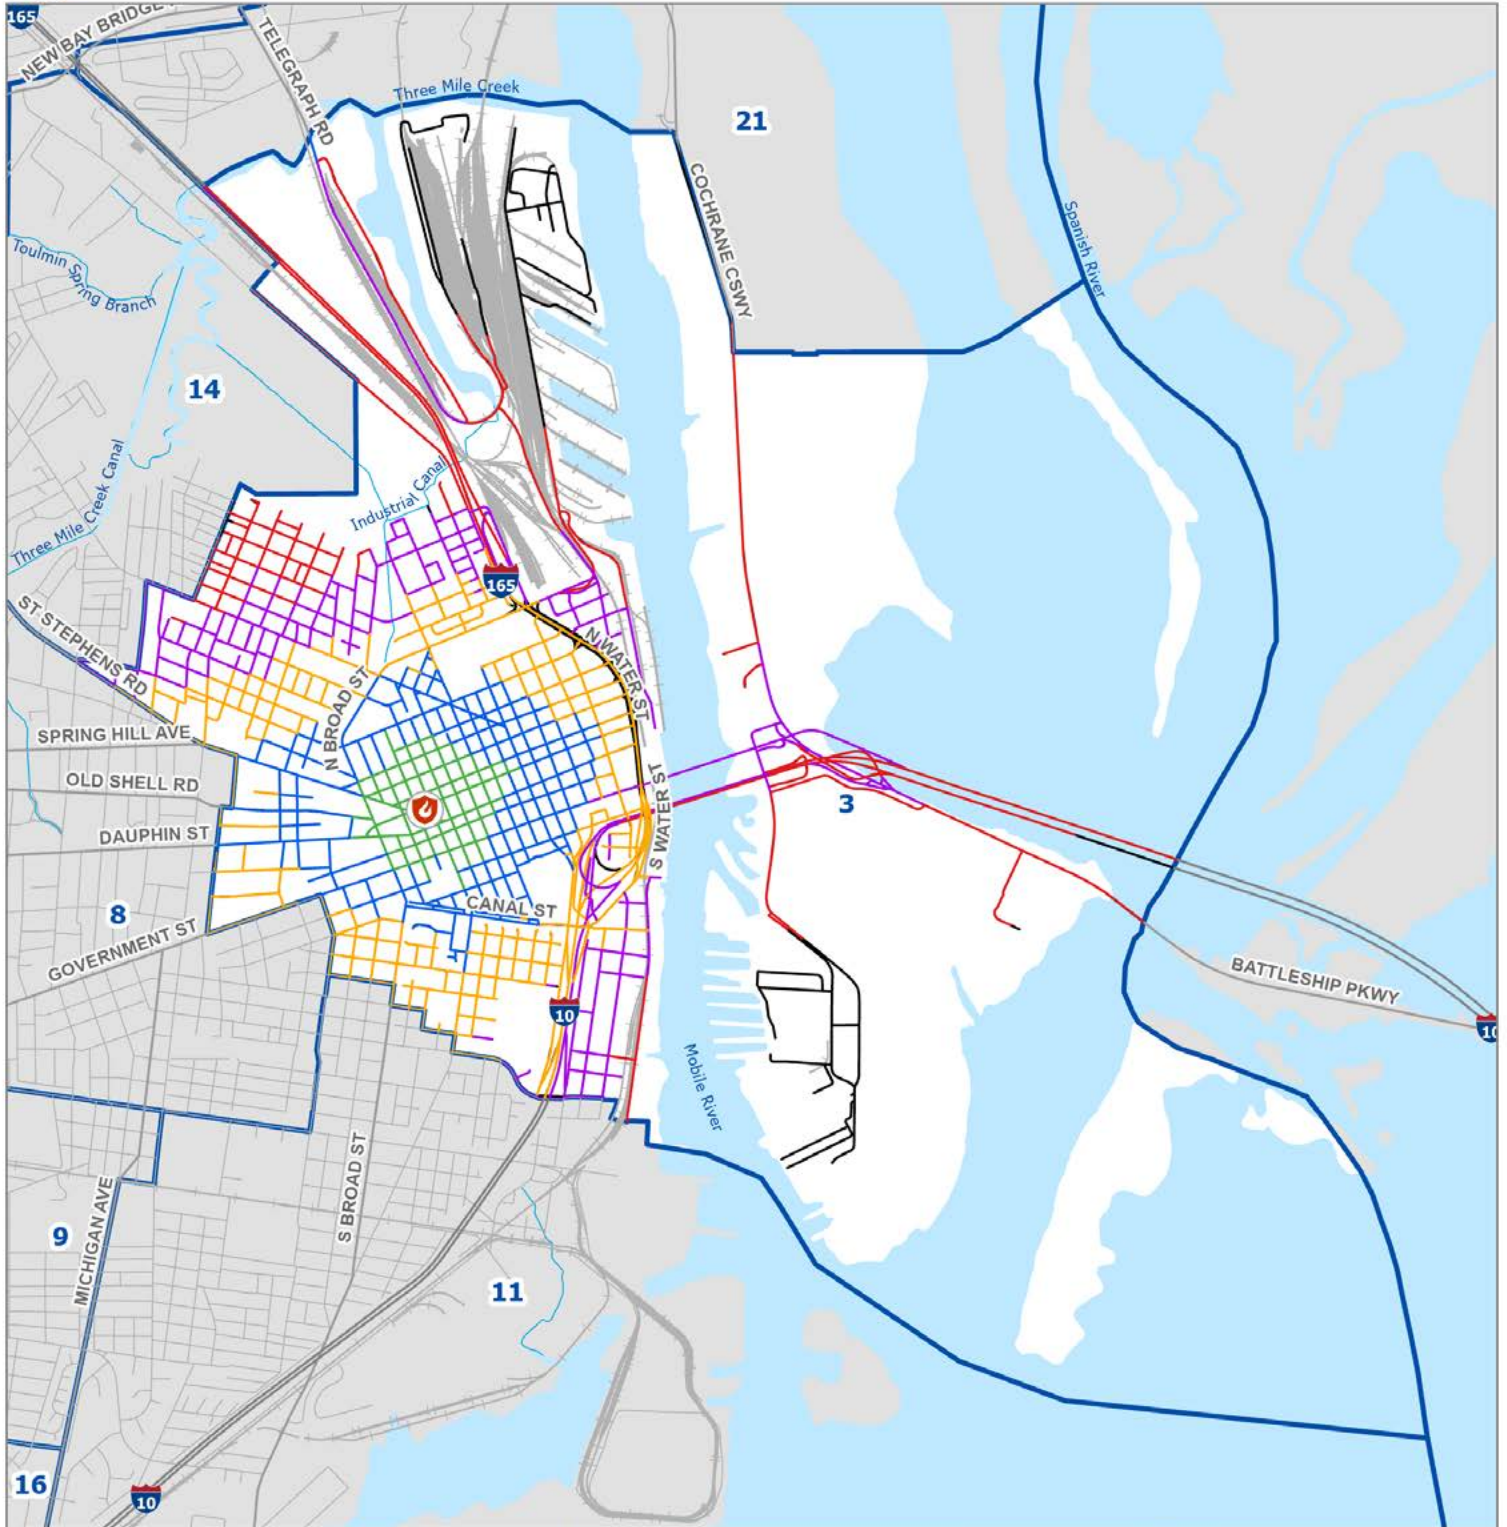 165
NEW BAY BRIDGE
TELEGRAPH RD
Three Mile Creek
21
COCHRANE CSWY
Spanish River
Toulmin Spring Branch
14
Three Mile Creek Canal
Industrial Canal
165
ST STEPHENS RD
N WATER ST
N BROAD ST
SPRING HILL AVE
OLD SHELL RD
DAUPHIN ST
S WATER ST
3
8
CANAL ST
GOVERNMENT ST
BATTLESHIP PKWY
10
10
Mobile River
S BROAD ST
MICHIGAN AVE
9
11
16
10